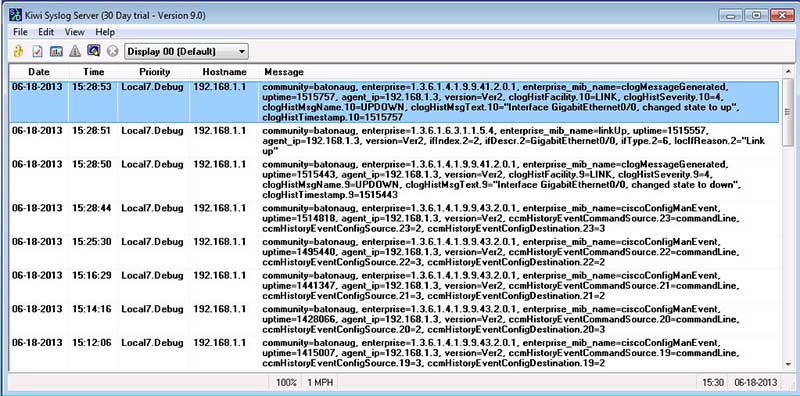 Kiwi Syslog Server (30 Day trial - Version 9.0)
File Edit View Help
Display 00 (Default)
Date Time Priority Hostname Message
06-18-2013 15:28:53 Local7.Debug 192.168.1.1 community=batonaug, enterprise=1.3.6.1.4.1.9.9.41.2.0.1, enterprise_mib_name=clogMessageGenerated,
uptime=1515757, agent_ip=192.168.1.3, version=Ver2, clogHistFacility.10=LINK, clogHistSeverity.10=4,
clogHistMsgName.10=UPDOWN, clogHistMsgText.10="Interface GigabitEthernet0/0, changed state to up",
clogHistTimestamp.10=1515757
06-18-2013 15:28:51 Local7.Debug 192.168.1.1 community=batonaug, enterprise=1.3.6.1.6.3.1.1.5.4, enterprise_mib_name=linkUp, uptime=1515557,
agent_ip=192.168.1.3, version=Ver2, ifIndex.2=2, ifDescr.2=GigabitEthernet0/0, ifType.2=6, locIfReason.2="Link
up"
06-18-2013 15:28:50 Local7.Debug 192.168.1.1 community=batonaug, enterprise=1.3.6.1.4.1.9.9.41.2.0.1, enterprise_mib_name=clogMessageGenerated,
uptime=1515443, agent_ip=192.168.1.3, version=Ver2, clogHistFacility.9=LINK, clogHistSeverity.9=4,
clogHistMsgName.9=UPDOWN, clogHistMsgText.9="Interface GigabitEthernet0/0, changed state to down",
clogHistTimestamp.9=1515443
06-18-2013 15:28:44 Local7.Debug 192.168.1.1 community=batonaug, enterprise=1.3.6.1.4.1.9.9.43.2.0.1, enterprise_mib_name=ciscoConfigManEvent,
uptime=1514818, agent_ip=192.168.1.3, version=Ver2, ccmHistoryEventCommandSource.23=commandLine,
ccmHistoryEventConfigSource.23=2, ccmHistoryEventConfigDestination.23=3
06-18-2013 15:25:30 Local7.Debug 192.168.1.1 community=batonaug, enterprise=1.3.6.1.4.1.9.9.43.2.0.1, enterprise_mib_name=ciscoConfigManEvent,
uptime=1495440, agent_ip=192.168.1.3, version=Ver2, ccmHistoryEventCommandSource.22=commandLine,
ccmHistoryEventConfigSource.22=3, ccmHistoryEventConfigDestination.22=2
06-18-2013 15:16:29 Local7.Debug 192.168.1.1 community=batonaug, enterprise=1.3.6.1.4.1.9.9.43.2.0.1, enterprise_mib_name=ciscoConfigManEvent,
uptime=1441347, agent_ip=192.168.1.3, version=Ver2, ccmHistoryEventCommandSource.21=commandLine,
ccmHistoryEventConfigSource.21=3, ccmHistoryEventConfigDestination.21=2
06-18-2013 15:14:16 Local7.Debug 192.168.1.1 community=batonaug, enterprise=1.3.6.1.4.1.9.9.43.2.0.1, enterprise_mib_name=ciscoConfigManEvent,
uptime=1428066, agent_ip=192.168.1.3, version=Ver2, ccmHistoryEventCommandSource.20=commandLine,
ccmHistoryEventConfigSource.20=2, ccmHistoryEventConfigDestination.20=3
06-18-2013 15:12:06 Local7.Debug 192.168.1.1 community=batonaug, enterprise=1.3.6.1.4.1.9.9.43.2.0.1, enterprise_mib_name=ciscoConfigManEvent,
uptime=1415007, agent_ip=192.168.1.3, version=Ver2, ccmHistoryEventCommandSource.19=commandLine,
ccmHistoryEventConfigSource.19=3, ccmHistoryEventConfigDestination.19=2
100% 1 MPH 15:30 06-18-2013